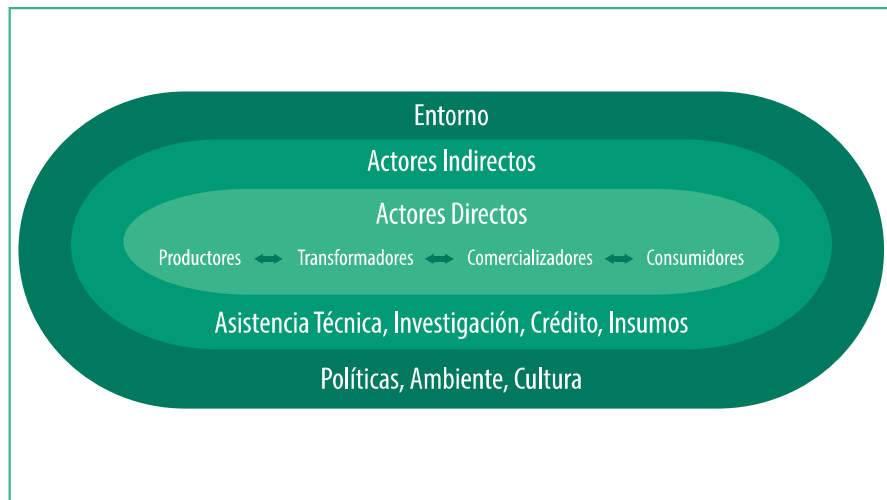 Entorno
Actores Indirectos
Actores Directos
Productores Transformadores Comercializadores Consumidores
Asistencia Técnica, Investigación, Crédito, Insumos
Políticas, Ambiente, Cultura